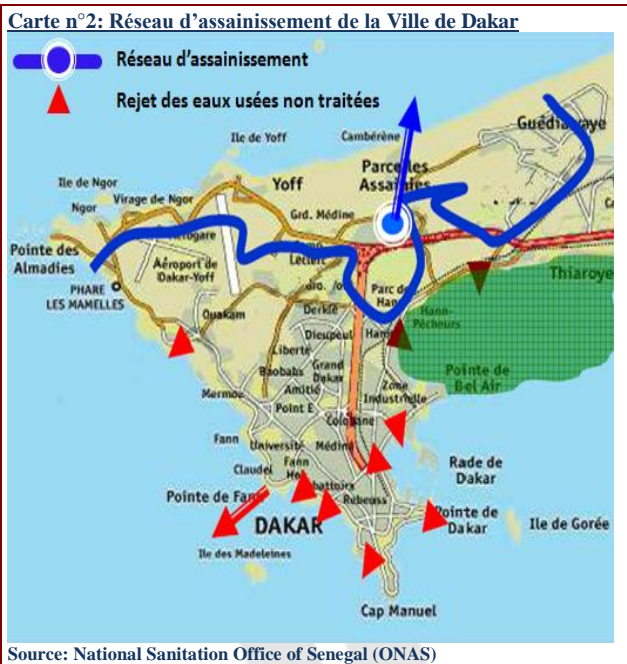 Carte n°2: Réseau d'assainissement de la Ville de Dakar
Réseau d'assainissement
Rejet des eaux usées non traitées
Guédiawaye
Ile de Yoff
Cambérène
Parcelles
Assainies
Ile de Ngor
Virage de Ngor
Yoff
Ngor
Grd. Médine
Pointe des
Almadies
Aéroport de
Dakar-Yoff
Leclerc
Thiaroye
PHARE
LES MAMELLES
Parc de
Hann
Ouakam
Derklé
Hann-
Pêcheurs
Dieupeul
Liberté
Grand
Dakar
Baobabs
Amitié
Zone
Industrielle
Pointe de
Bel Air
Mermoz
Point E
Colobane
Fann
Université
Médina
Rade de
Dakar
Claudel
Fann
Pointe de Fann
Rebeuss
DAKAR
Pointe de
Dakar
Ile de Gorée
Ile des Madeleines
Cap Manuel
Source: National Sanitation Office of Senegal (ONAS)